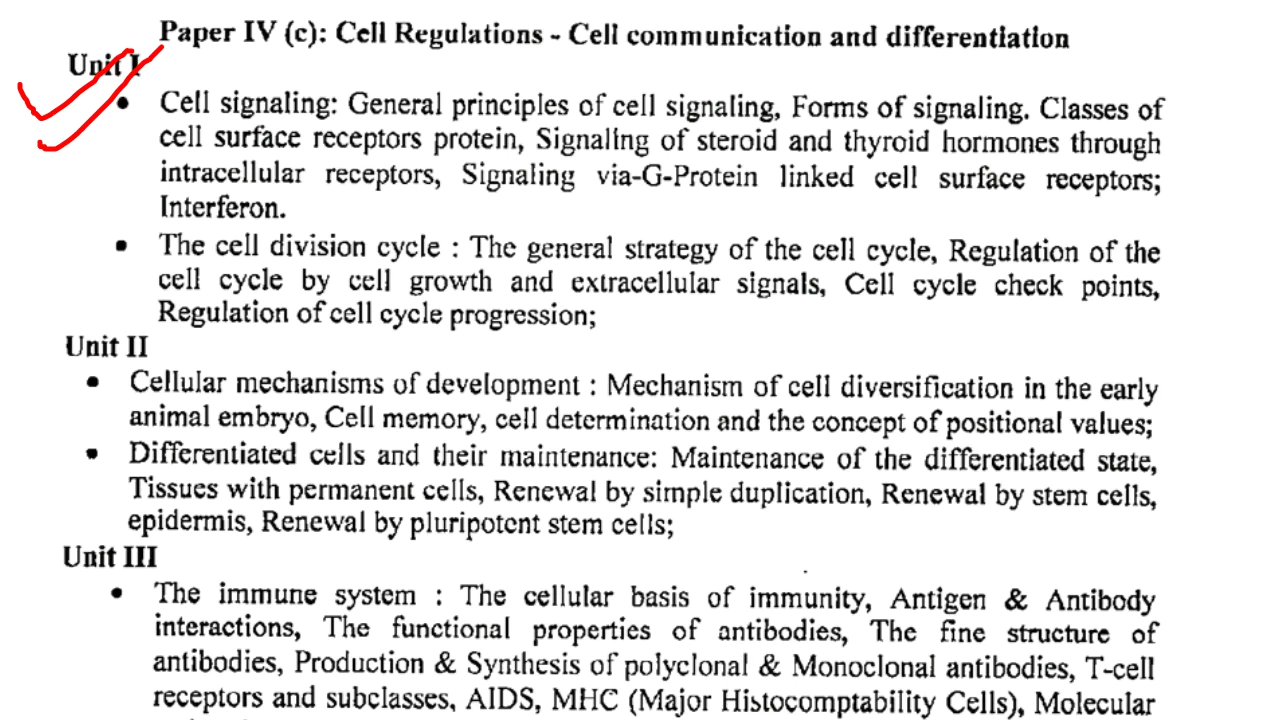 Paper IV (c): Cell Regulations - Cell communication and differentiation
Unit I
• Cell signaling: General principles of cell signaling, Forms of signaling. Classes of
cell surface receptors protein, Signaling of steroid and thyroid hormones through
intracellular receptors, Signaling via-G-Protein linked cell surface receptors;
Interferon.
• The cell division cycle : The general strategy of the cell cycle, Regulation of the
cell cycle by cell growth and extracellular signals, Cell cycle check points,
Regulation of cell cycle progression;
Unit II
• Cellular mechanisms of development : Mechanism of cell diversification in the early
animal embryo, Cell memory, cell determination and the concept of positional values;
• Differentiated cells and their maintenance: Maintenance of the differentiated state,
Tissues with permanent cells, Renewal by simple duplication, Renewal by stem cells,
epidermis, Renewal by pluripotent stem cells;
Unit III
• The immune system : The cellular basis of immunity, Antigen & Antibody
interactions, The functional properties of antibodies, The fine structure of
antibodies, Production & Synthesis of polyclonal & Monoclonal antibodies, T-cell
receptors and subclasses, AIDS, MHC (Major Histocomptability Cells), Molecular